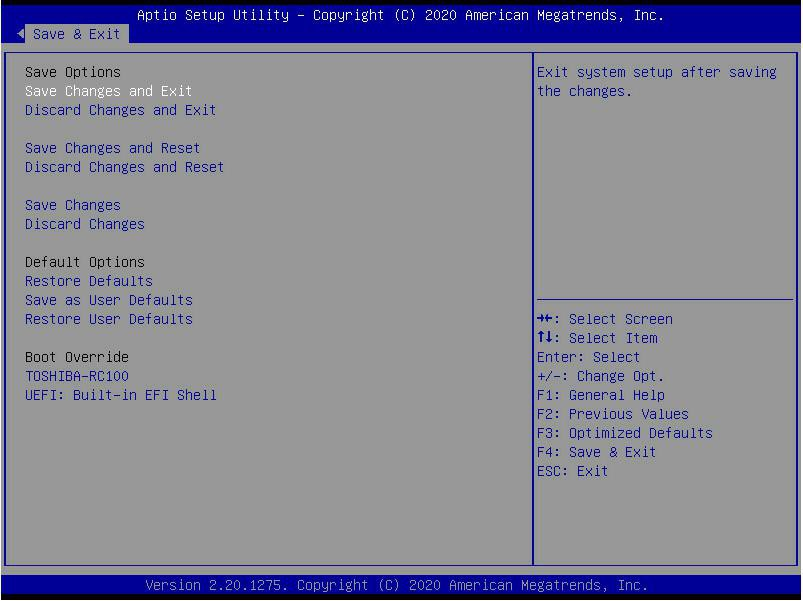 Aptio Setup Utility – Copyright (C) 2020 American Megatrends, Inc.
Save & Exit
Save Options
Save Changes and Exit
Discard Changes and Exit
Save Changes and Reset
Discard Changes and Reset
Save Changes
Discard Changes
Default Options
Restore Defaults
Save as User Defaults
Restore User Defaults
Boot Override
TOSHIBA-RC100
UEFI: Built-in EFI Shell
Exit system setup after saving
the changes.
→←: Select Screen
↑↓: Select Item
Enter: Select
+/-: Change Opt.
F1: General Help
F2: Previous Values
F3: Optimized Defaults
F4: Save & Exit
ESC: Exit
Version 2.20.1275. Copyright (C) 2020 American Megatrends, Inc.